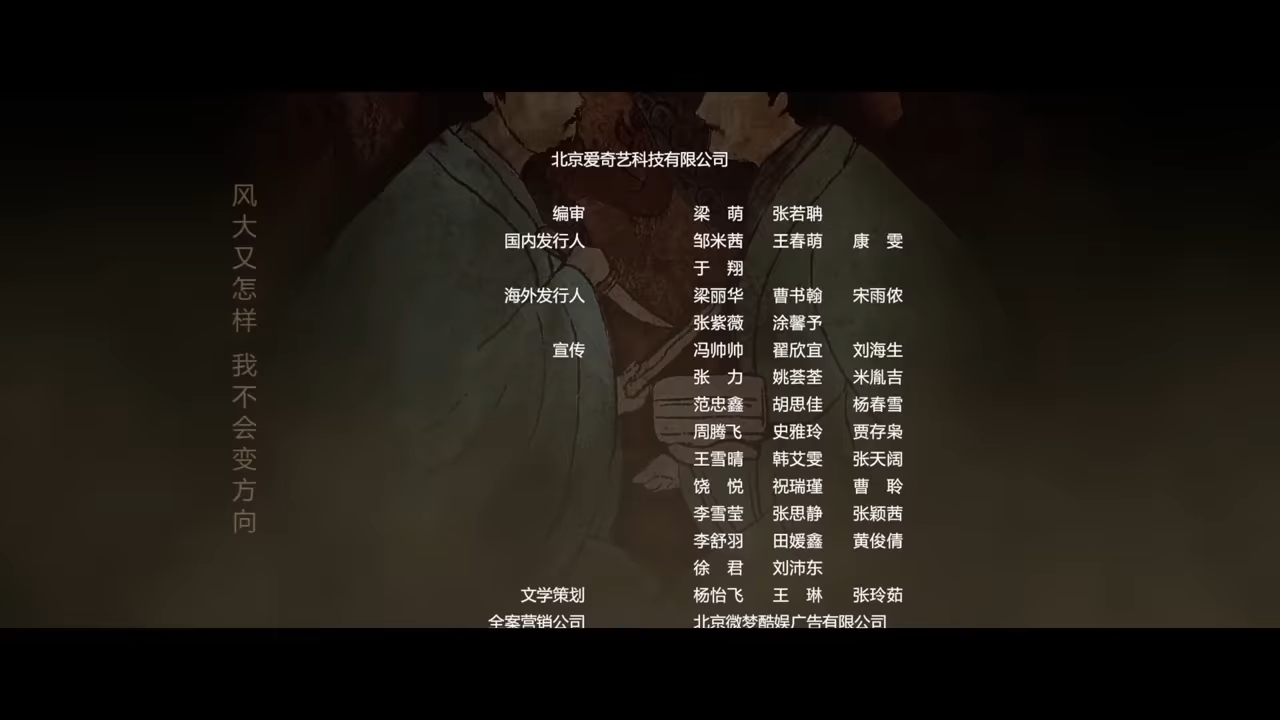 北京爱奇艺科技有限公司
编审 梁 萌 张若聃
国内发行人 邹米茜 王春萌 康 雯
于 翔
海外发行人 梁丽华 曹书翰 宋雨侬
张紫薇 涂馨予
宣传 冯帅帅 翟欣宜 刘海生
张 力 姚荟荃 米胤吉
范忠鑫 胡思佳 杨春雪
周腾飞 史雅玲 贾存枭
王雪晴 韩艾雯 张天阔
饶 悦 祝瑞瑾 曹 聆
李雪莹 张思静 张颖茜
李舒羽 田媛鑫 黄俊倩
徐 君 刘沛东
文学策划 杨怡飞 王 琳 张玲茹
全案营销公司 北京微梦酷娱广告有限公司
风大又怎样 我不会变方向